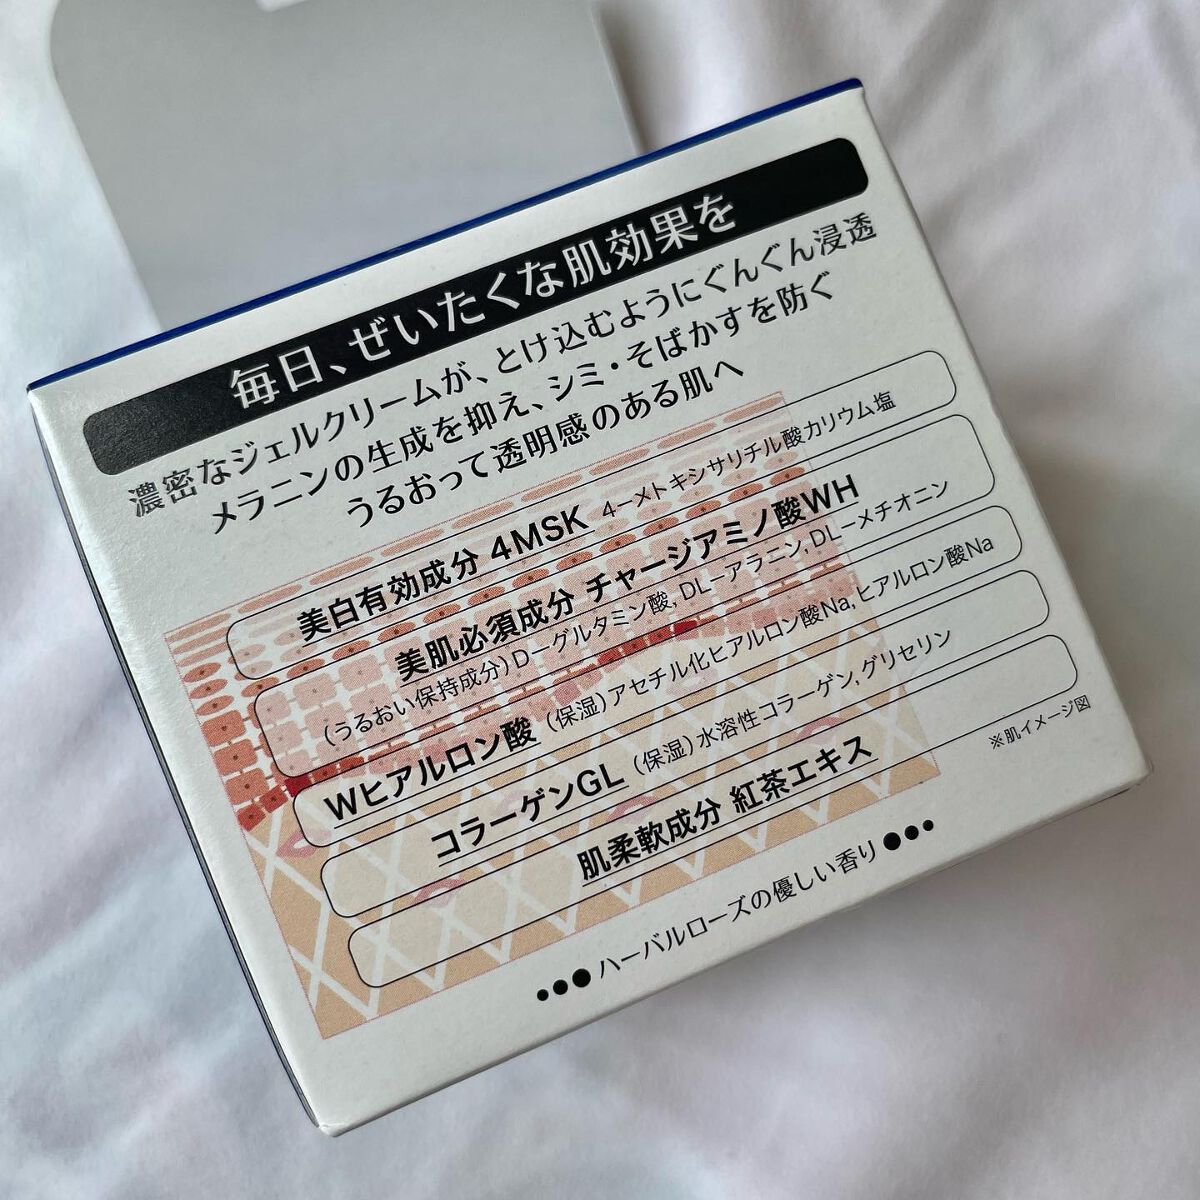 毎日、ぜいたくな肌効果を
濃密なジェルクリームが、とけ込むようにぐんぐん浸透
メラニンの生成を抑え、シミ・そばかすを防ぐ
うるおって透明感のある肌へ
美白有効成分 4MSK 4-メトキシサリチル酸カリウム塩
美肌必須成分 チャージアミノ酸WH
(うるおい保持成分)D-グルタミン酸, DL-アラニン, DL-メチオニン
Wヒアルロン酸 (保湿)アセチル化ヒアルロン酸Na, ヒアルロン酸Na
コラーゲンGL (保湿)水溶性コラーゲン, グリセリン
肌柔軟成分 紅茶エキス
※肌イメージ図
•●● ハーバルローズの優しい香り ●●•